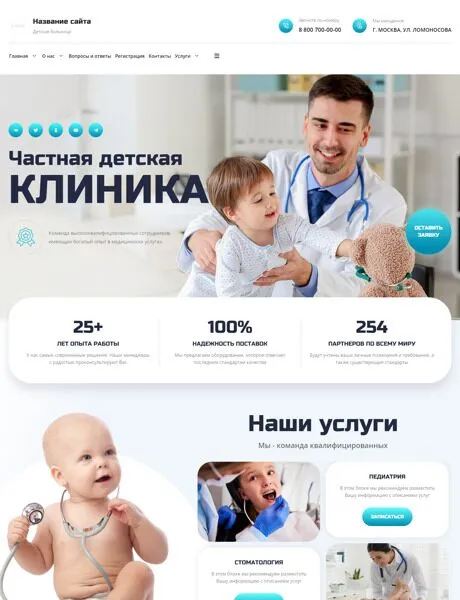 Название сайта
Детская больница
Звоните по номеру
8 800 700-00-00
Мы находимся
Г. МОСКВА, УЛ. ЛОМОНОСОВА
Главная О нас Вопросы и ответы Регистрация Контакты Услуги
Частная детская
КЛИНИКА
Команда высококвалифицированных сотрудников,
имеющих богатый опыт в медицинских услугах.
ОСТАВИТЬ
ЗАЯВКУ
25+
ЛЕТ ОПЫТА РАБОТЫ
У нас самые современные решения. Наши менеджеры
с радостью проконсультируют Вас.
100%
НАДЕЖНОСТЬ ПОСТАВОК
Мы предлагаем оборудование, которое отвечает
последним стандартам качества
254
ПАРТНЕРОВ ПО ВСЕМУ МИРУ
Будут учтены ваши личные пожелания и требования, а
также существующие стандарты
Наши услуги
Мы - команда квалифицированных
ПЕДИАТРИЯ
В этом блоке мы рекомендуем разместить
Вашу информацию с описанием услуг
ЗАПИСАТЬСЯ
СТОМАТОЛОГИЯ
В этом блоке мы рекомендуем разместить
Вашу информацию с описанием услуг